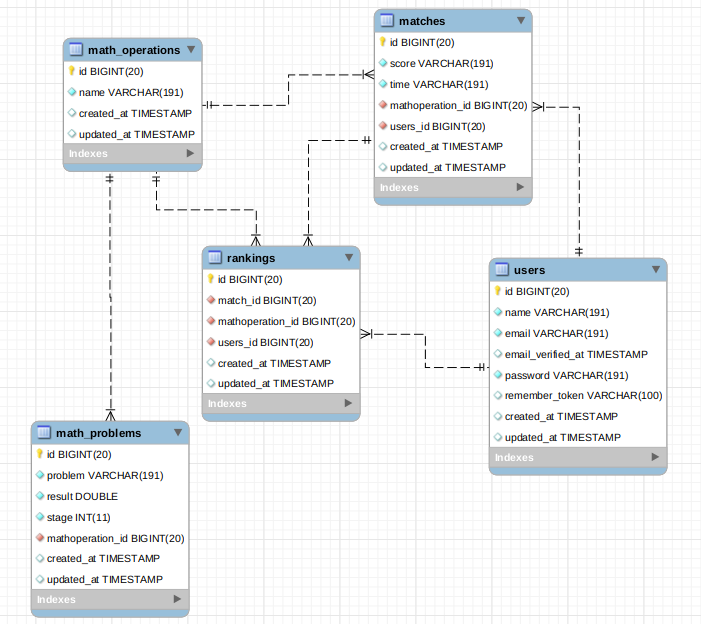 math_operations
id BIGINT(20)
name VARCHAR(191)
created_at TIMESTAMP
updated_at TIMESTAMP
Indexes
matches
id BIGINT(20)
score VARCHAR(191)
time VARCHAR(191)
mathoperation_id BIGINT(20)
users_id BIGINT(20)
created_at TIMESTAMP
updated_at TIMESTAMP
Indexes
rankings
id BIGINT(20)
match_id BIGINT(20)
mathoperation_id BIGINT(20)
users_id BIGINT(20)
created_at TIMESTAMP
updated_at TIMESTAMP
Indexes
users
id BIGINT(20)
name VARCHAR(191)
email VARCHAR(191)
email_verified_at TIMESTAMP
password VARCHAR(191)
remember_token VARCHAR(100)
created_at TIMESTAMP
updated_at TIMESTAMP
Indexes
math_problems
id BIGINT(20)
problem VARCHAR(191)
result DOUBLE
stage INT(11)
mathoperation_id BIGINT(20)
created_at TIMESTAMP
updated_at TIMESTAMP
Indexes